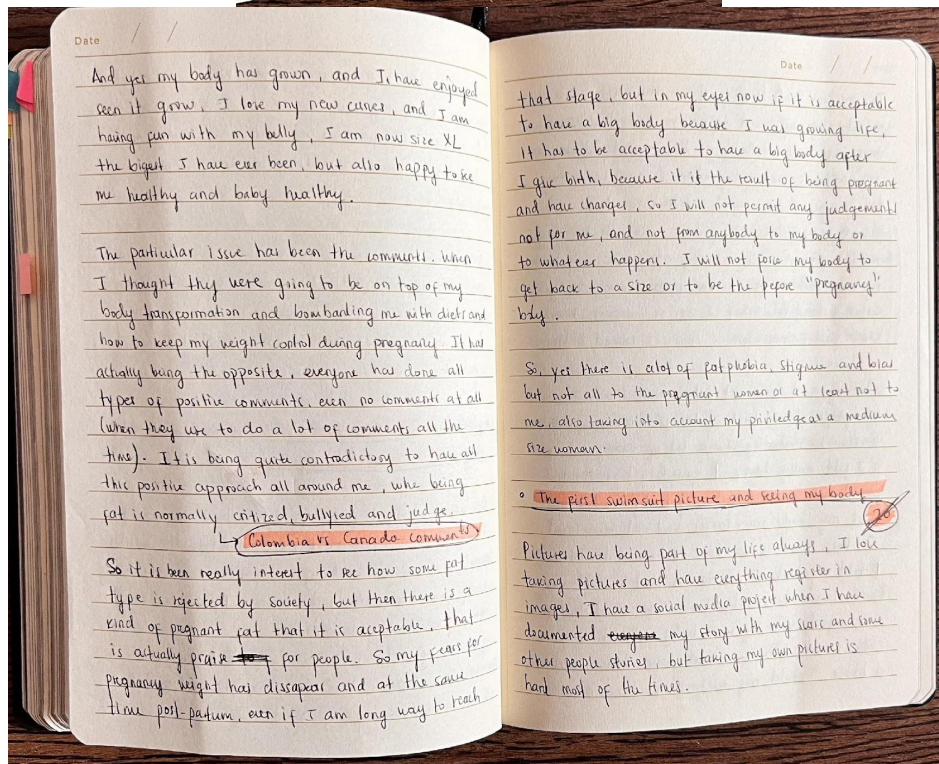 Date / /
And yes my body has grown, and I, have enjoyed
seen it grow, I love my new curves, and I am
having fun with my belly, I am now size XL
the bigest I have ever been, but also happy to see
me healthy and baby healthy.
The particular issue has been the comments. When
I thought they were going to be on top of my
body transformation and bombarding me with diets and
how to keep my weight control during pregnancy It has
actually being the opposite, everyone has done all
types of positive comments, even no comments at all
(when they use to do a lot of comments all the
time). It is being quite contradictory to have all
this positive approach all around me, whe being
fat is normally critized, bullyied and judge.
Colombia vs Canada comments
So it is been really interest to see how some fat
type is rejected by society, but then there is a
kind of pregnant fat that it is aceptable, that
is actually praise for people. So my fears for
pregnancy weight has dissapear and at the same
time post-partum, even if I am long way to reach
Date / /
that stage, but in my eyes now if it is acceptable
to have a big body because I was growing life,
it has to be acceptable to have a big body after
I give birth, because it is the result of being pregnant
and have changes, so I will not permit any judgements
not for me, and not from anybody to my body or
to whatever happens. I will not force my body to
get back to a size or to be the before "pregnancy"
body.
So, yes there is alot of fatphobia, stigma and bias
but not all to the pregnant women or at least not to
me, also taking into account my priviledge as a medium
size woman.
• The first swimsuit picture and seeing my body
20
Pictures have being part of my life always, I love
taking pictures and have everything register in
images, I have a social media project when I have
documented my story with my scars and some
other people stories, but taking my own pictures is
hard most of the times.